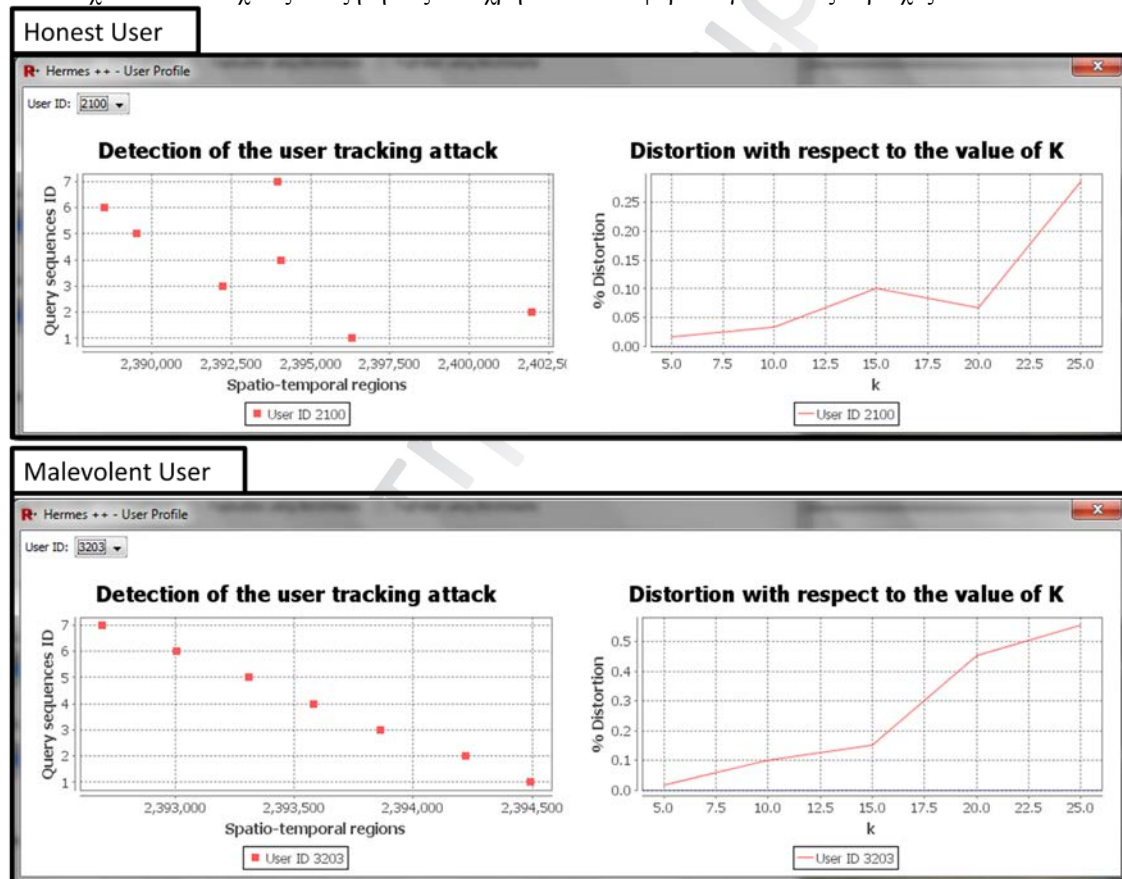 Honest User
Hermes ++ - User Profile
User ID: 2100
Detection of the user tracking attack
Query sequences ID
7
6
5
4
3
2
1
2,390,000 2,392,500 2,395,000 2,397,500 2,400,000 2,402,50
Spatio-temporal regions
User ID 2100
Distortion with respect to the value of K
% Distortion
0.25
0.20
0.15
0.10
0.05
0.00
5.0 7.5 10.0 12.5 15.0 17.5 20.0 22.5 25.0
k
User ID 2100
Malevolent User
Hermes ++ - User Profile
User ID: 3203
Detection of the user tracking attack
Query sequences ID
7
6
5
4
3
2
1
2,393,000 2,393,500 2,394,000 2,394,500
Spatio-temporal regions
User ID 3203
Distortion with respect to the value of K
% Distortion
0.5
0.4
0.3
0.2
0.1
0.0
5.0 7.5 10.0 12.5 15.0 17.5 20.0 22.5 25.0
k
User ID 3203